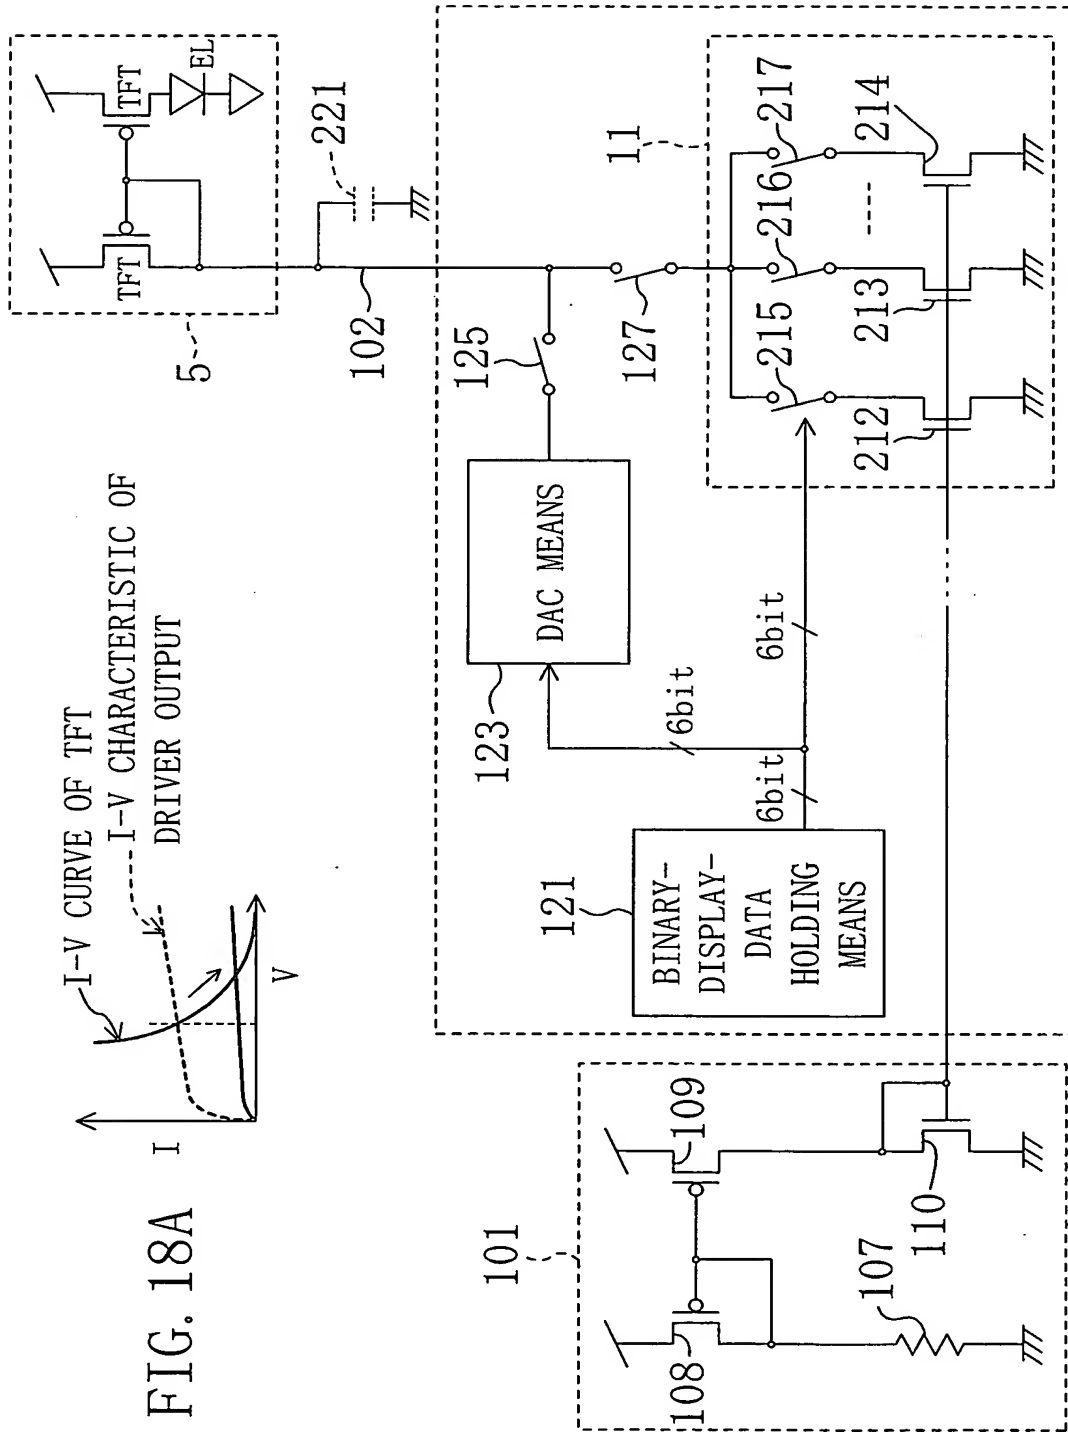 FIG. 18A
I-V CURVE OF TFT
I-V CHARACTERISTIC OF
DRIVER OUTPUT
I
V
5
TFT
TFT
EL
221
102
125
127
DAC MEANS
123
11
215
216
217
212
213
214
6bit
6bit
6bit
121
BINARY-
DISPLAY-
DATA
HOLDING
MEANS
101
108
109
107
110